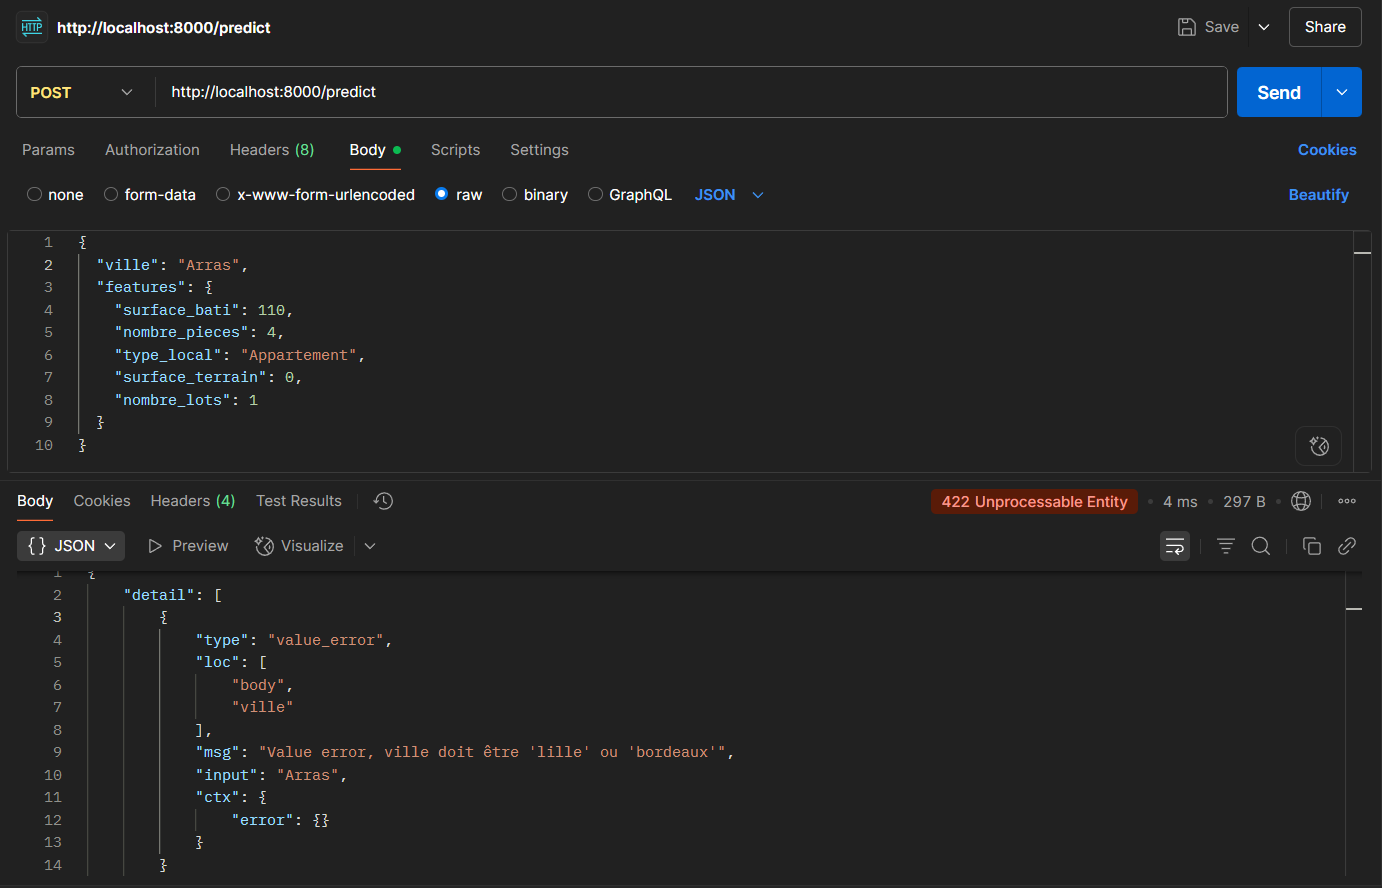 HTTP http://localhost:8000/predict Save Share
POST http://localhost:8000/predict Send
Params Authorization Headers (8) Body Scripts Settings Cookies
none form-data x-www-form-urlencoded raw binary GraphQL JSON Beautify
1 {
2 "ville": "Arras",
3 "features": {
4 "surface_bati": 110,
5 "nombre_pieces": 4,
6 "type_local": "Appartement",
7 "surface_terrain": 0,
8 "nombre_lots": 1
9 }
10 }
Body Cookies Headers (4) Test Results 422 Unprocessable Entity • 4 ms • 297 B •
{} JSON Preview Visualize
1 {
2 "detail": [
3 {
4 "type": "value_error",
5 "loc": [
6 "body",
7 "ville"
8 ],
9 "msg": "Value error, ville doit être 'lille' ou 'bordeaux'",
10 "input": "Arras",
11 "ctx": {
12 "error": {}
13 }
14 }